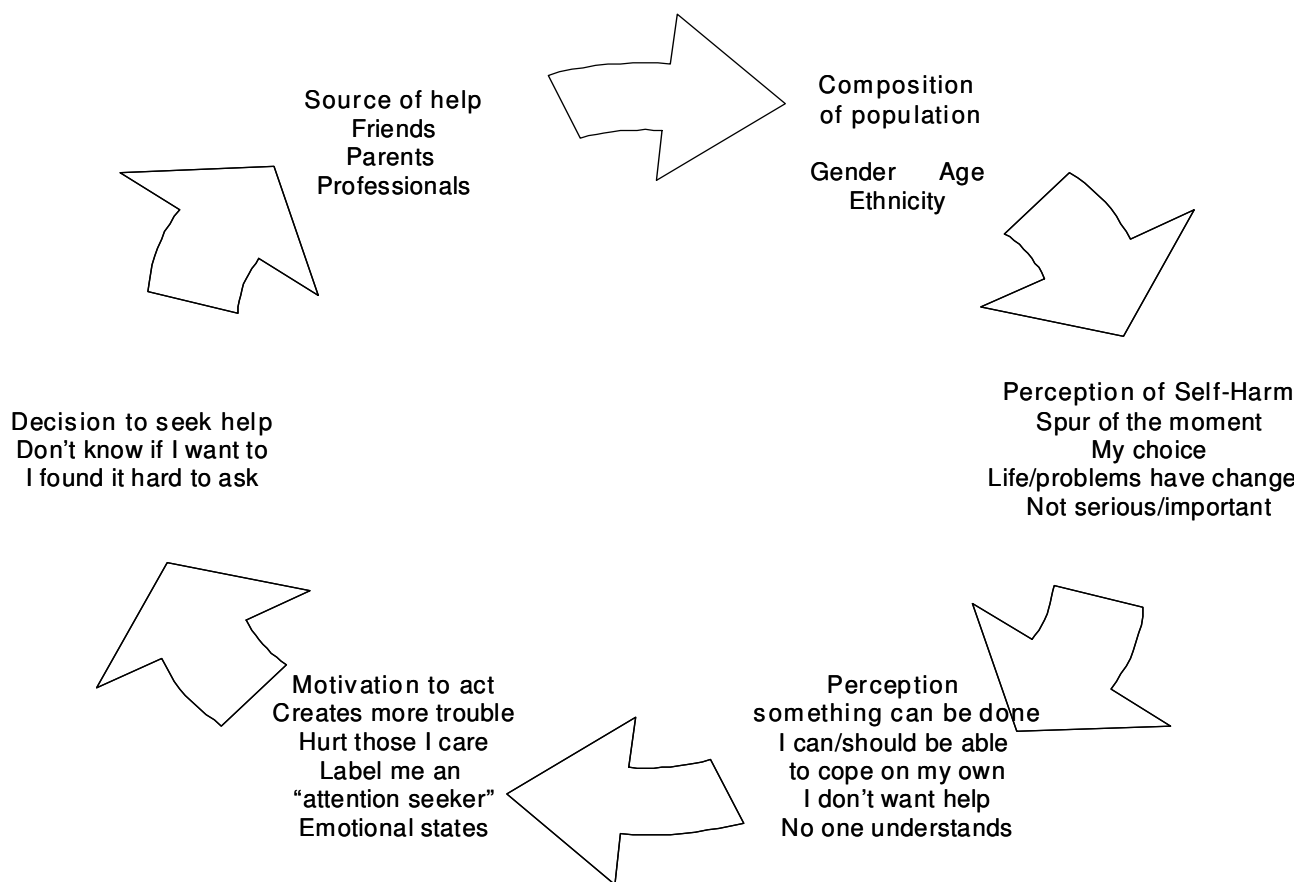 Source of help
Friends
Parents
Professionals
Composition
of population
Gender Age
Ethnicity
Perception of Self-Harm
Spur of the moment
My choice
Life/problems have change
Not serious/important
Perception
something can be done
I can/should be able
to cope on my own
I don’t want help
No one understands
Motivation to act
Creates more trouble
Hurt those I care
Label me an
“attention seeker”
Emotional states
Decision to seek help
Don’t know if I want to
I found it hard to ask